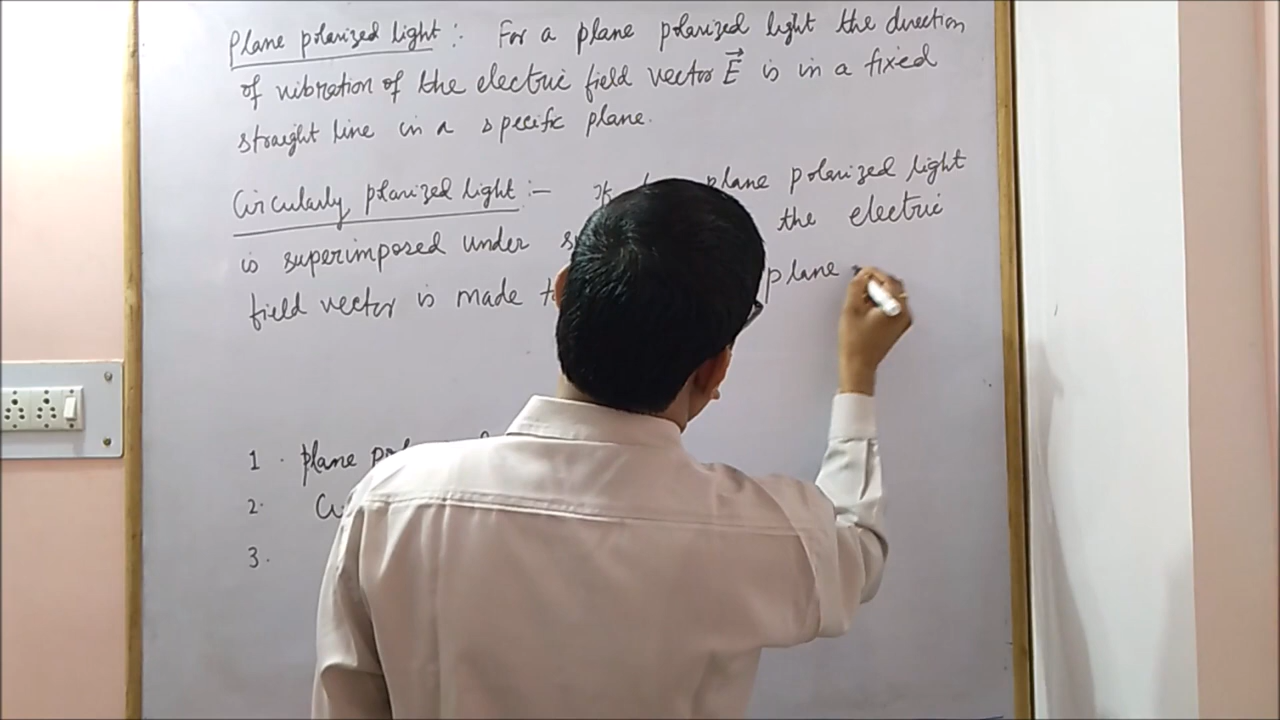 Plane polarized light :- For a plane polarized light the direction
of vibration of the electric field vector E⃗ is in a fixed
straight line in a specific plane.
Circularly polarized light :- If plane polarized light
is superimposed under the electric
field vector is made plane
1. plane
2.
3.